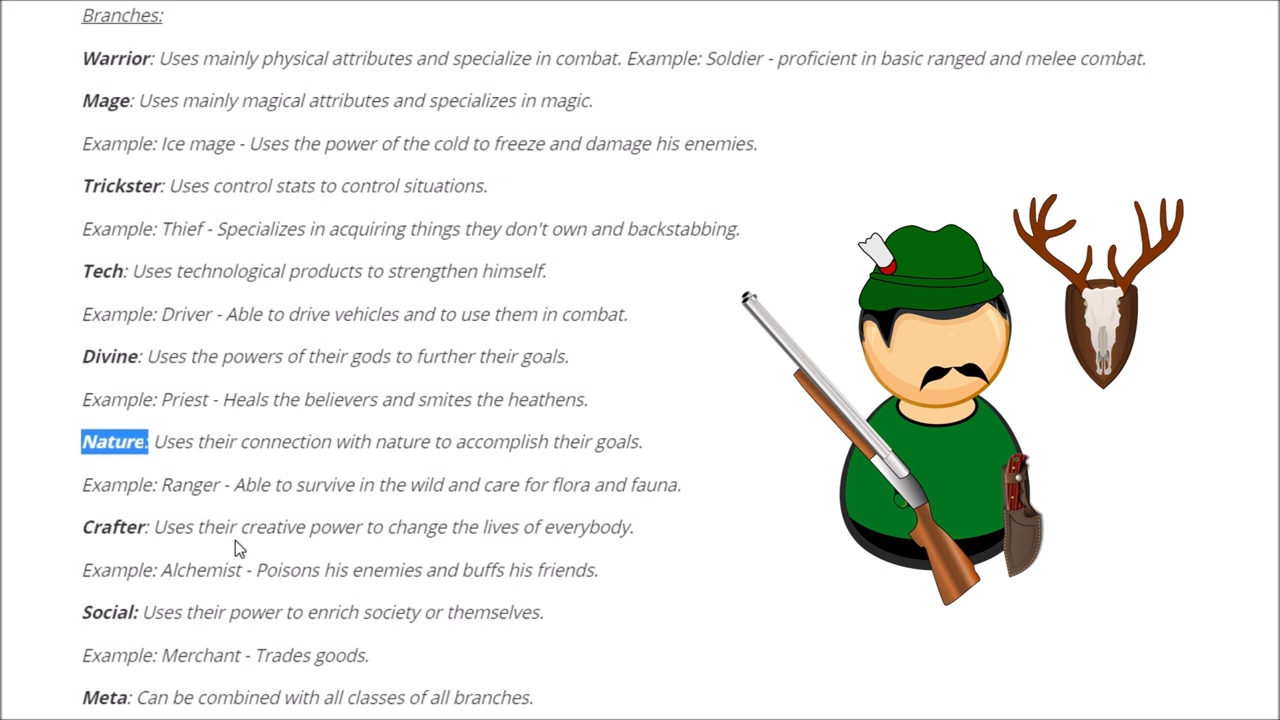 Branches:
Warrior: Uses mainly physical attributes and specialize in combat. Example: Soldier - proficient in basic ranged and melee combat.
Mage: Uses mainly magical attributes and specializes in magic.
Example: Ice mage - Uses the power of the cold to freeze and damage his enemies.
Trickster: Uses control stats to control situations.
Example: Thief - Specializes in acquiring things they don't own and backstabbing.
Tech: Uses technological products to strengthen himself.
Example: Driver - Able to drive vehicles and to use them in combat.
Divine: Uses the powers of their gods to further their goals.
Example: Priest - Heals the believers and smites the heathens.
Nature: Uses their connection with nature to accomplish their goals.
Example: Ranger - Able to survive in the wild and care for flora and fauna.
Crafter: Uses their creative power to change the lives of everybody.
Example: Alchemist - Poisons his enemies and buffs his friends.
Social: Uses their power to enrich society or themselves.
Example: Merchant - Trades goods.
Meta: Can be combined with all classes of all branches.